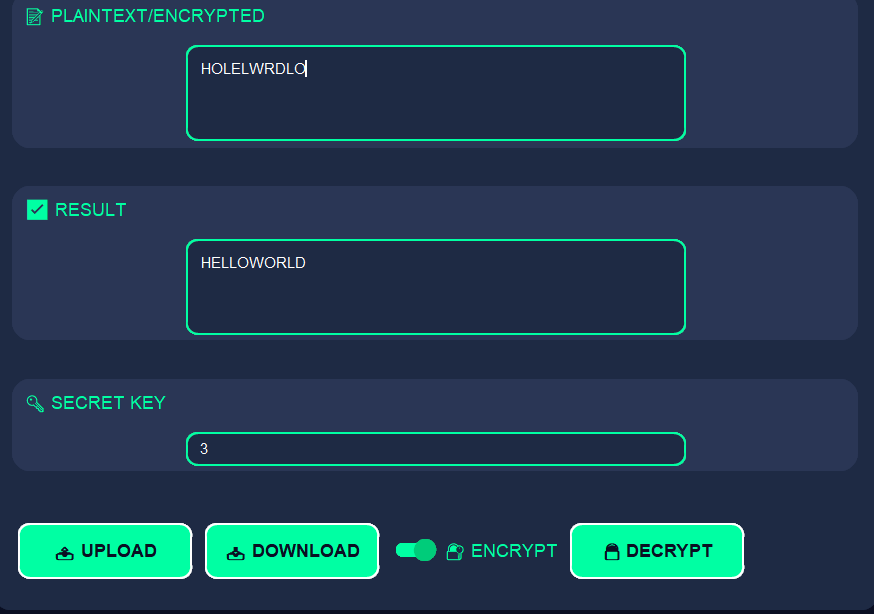 PLAINTEXT/ENCRYPTED
HOLELWRDLO
RESULT
HELLOWORLD
SECRET KEY
3
UPLOAD DOWNLOAD ENCRYPT DECRYPT